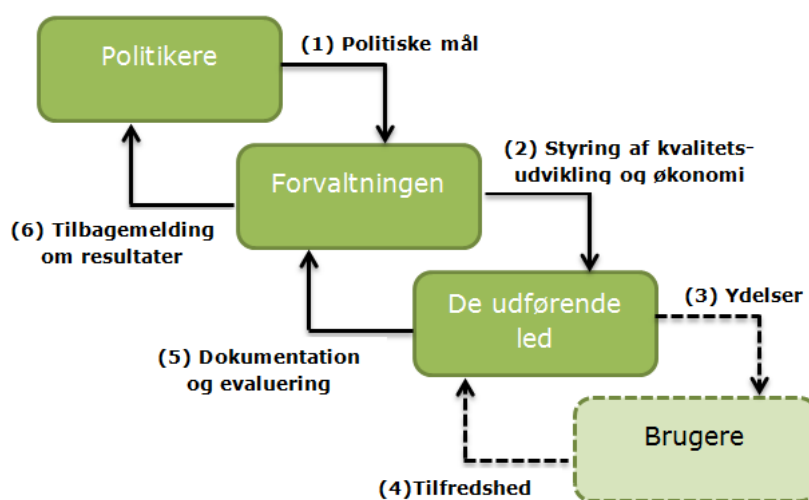 Politikere
(1) Politiske mål
Forvaltningen
(2) Styring af kvalitets-
udvikling og økonomi
(6) Tilbagemelding
om resultater
De udførende
led
(3) Ydelser
(5) Dokumentation
og evaluering
Brugere
(4)Tilfredshed